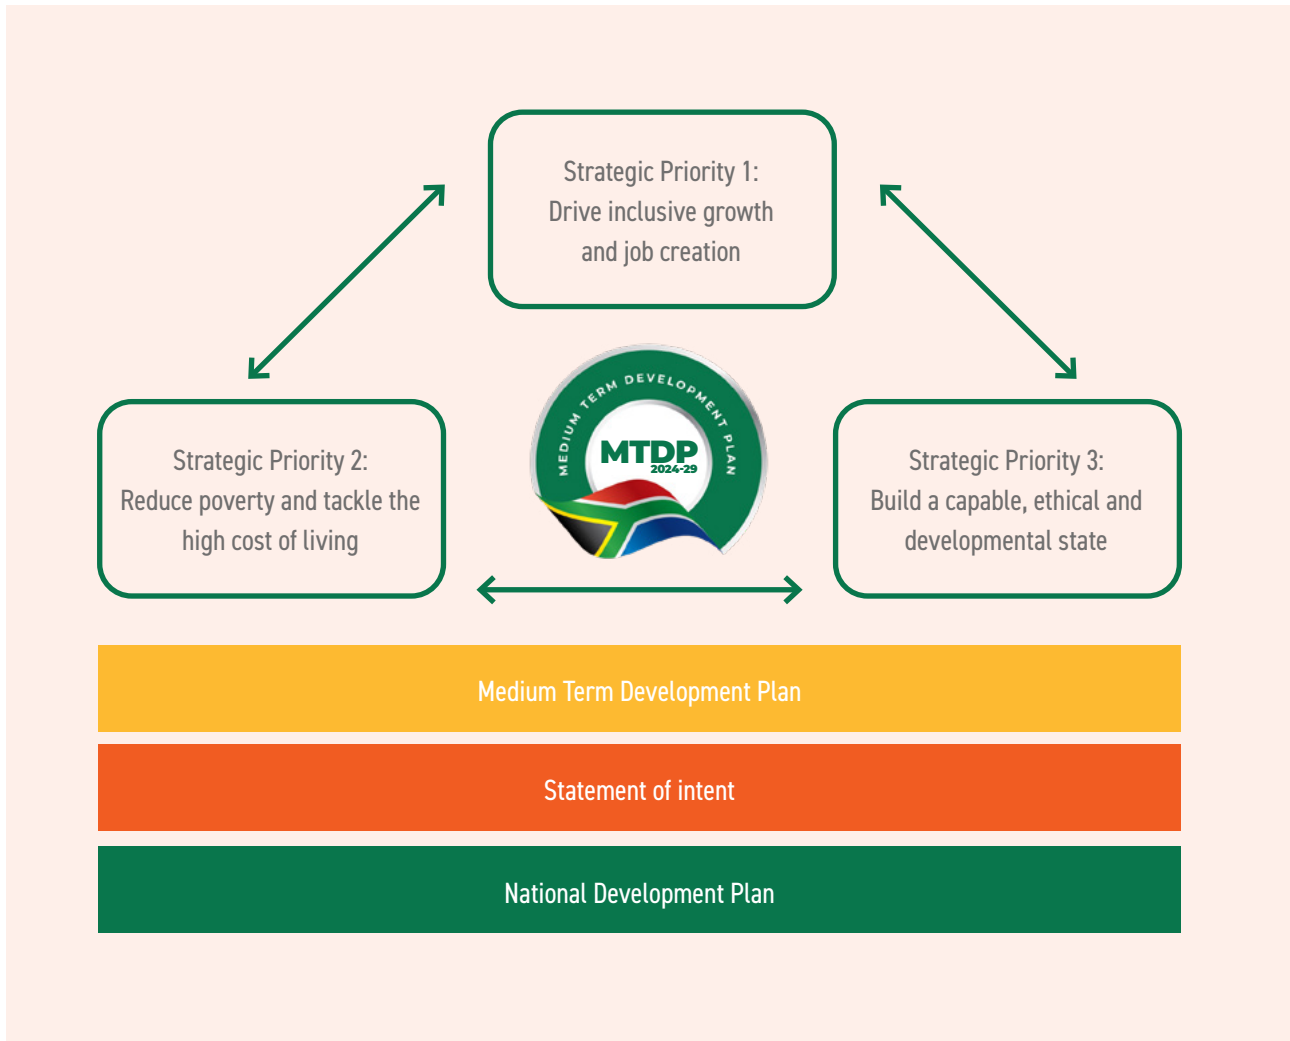 Strategic Priority 1:
Drive inclusive growth
and job creation
MEDIUM TERM DEVELOPMENT PLAN
MTDP
2024-29
Strategic Priority 2:
Reduce poverty and tackle the
high cost of living
Strategic Priority 3:
Build a capable, ethical and
developmental state
Medium Term Development Plan
Statement of intent
National Development Plan